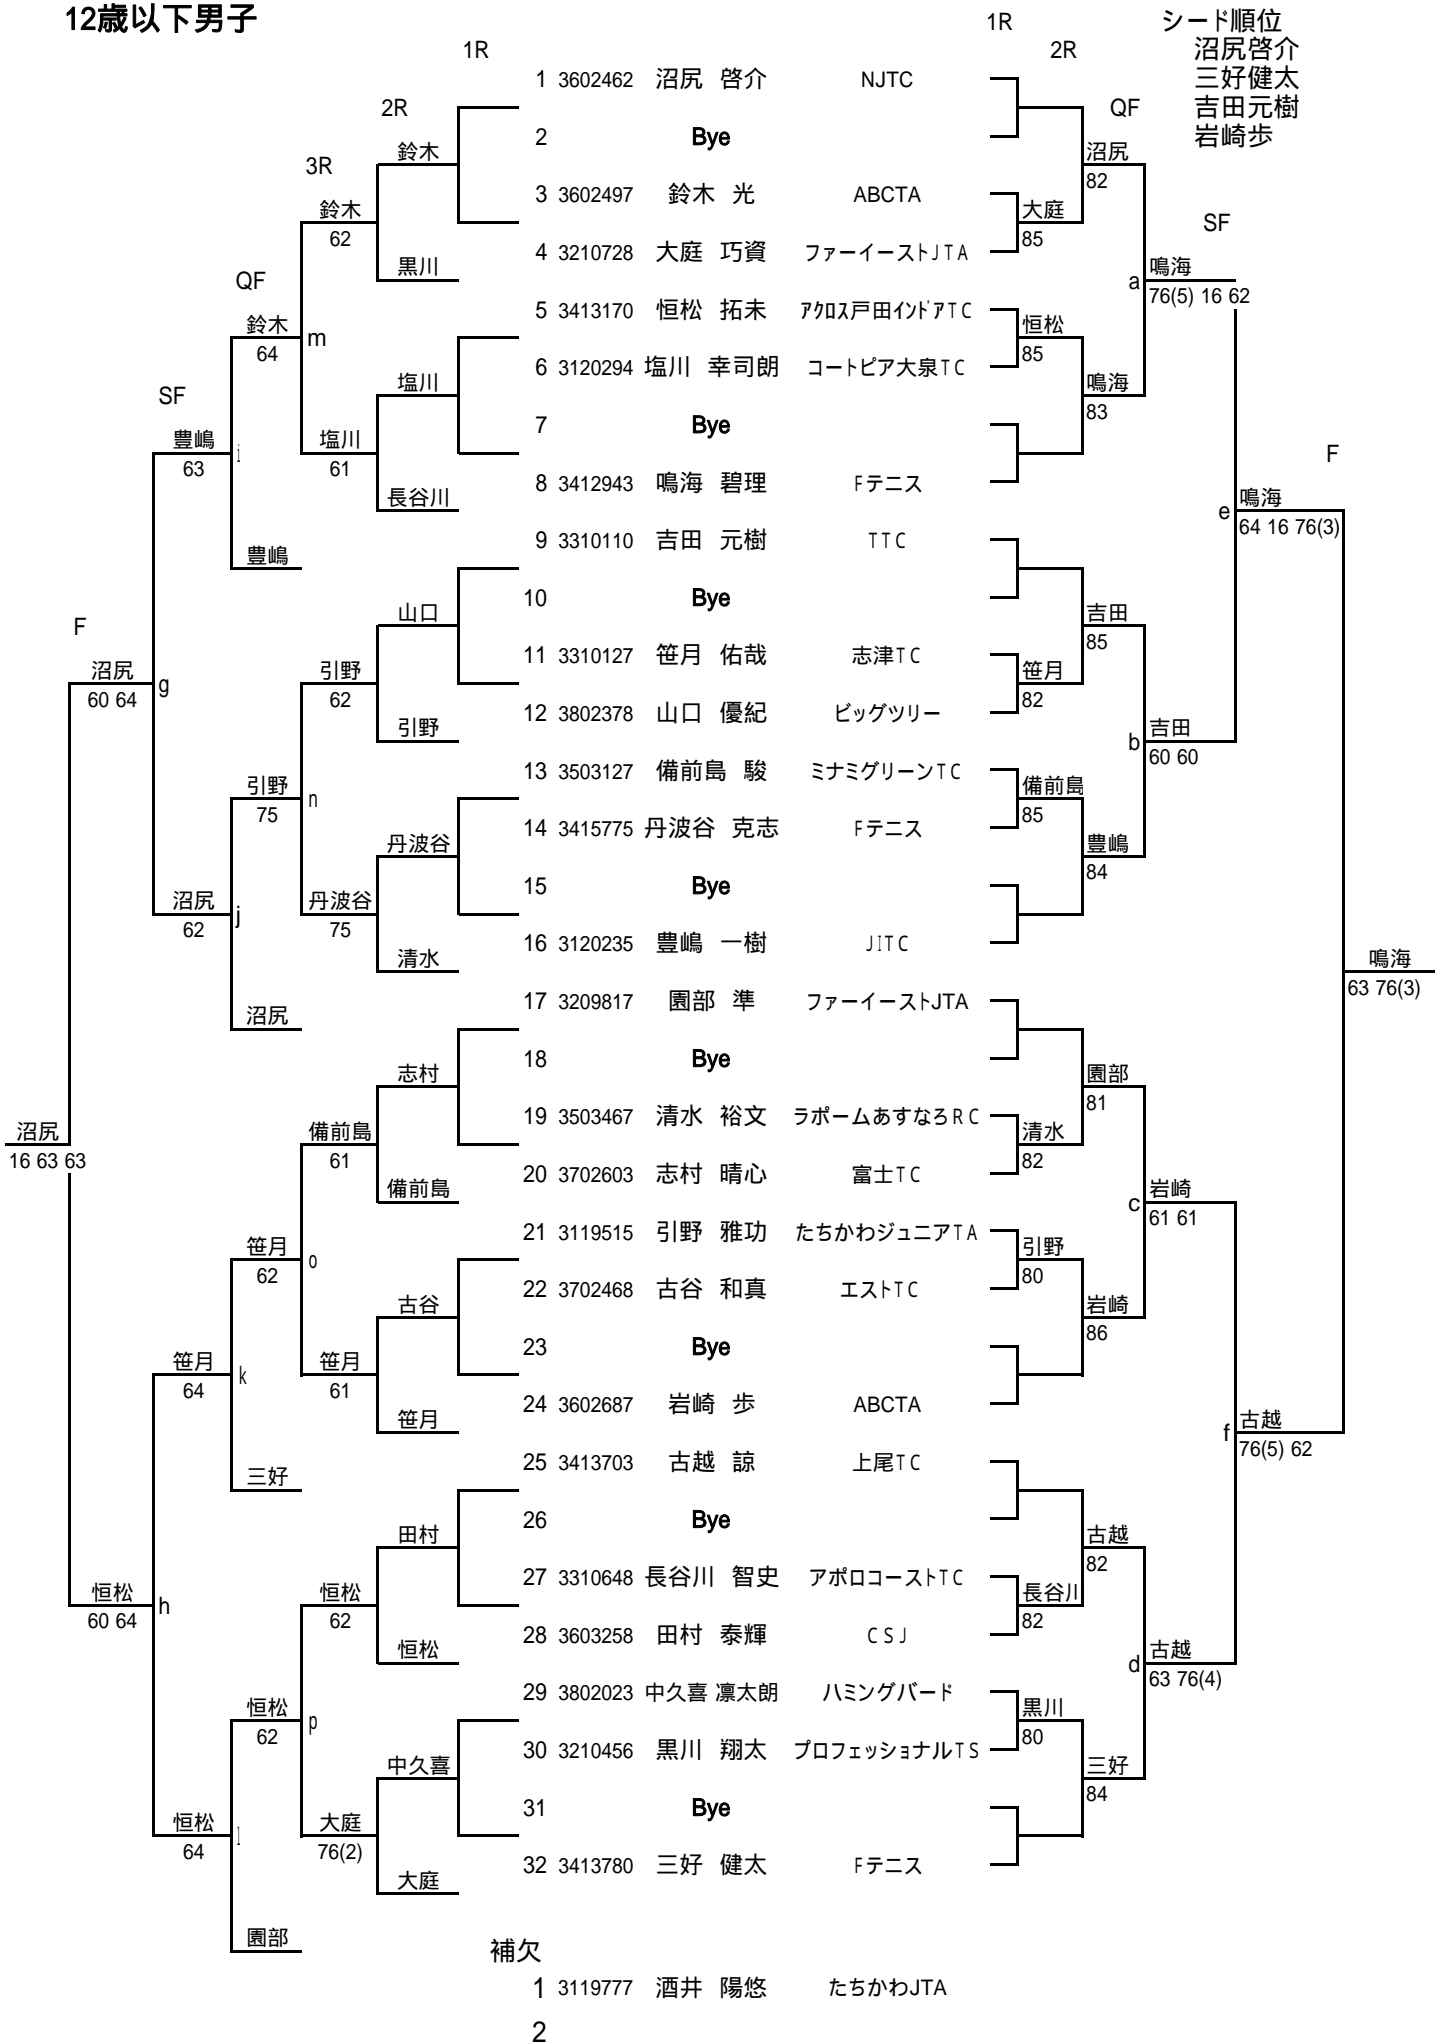 12歳以下男子
1R
シード順位
1R
2R
沼尻啓介
1 3602462 沼尻 啓介 NJTC
三好健太
2R
QF
吉田元樹
2 Bye
岩崎歩
鈴木
沼尻
3R
82
3 3602497 鈴木 光 ABCTA
鈴木
大庭
SF
62
85
4 3210728 大庭 巧資 ファーイーストJTA
黒川
鳴海
QF
a
76(5) 16 62
5 3413170 恒松 拓未 アクロス戸田インドアTC
鈴木
恒松
m
64
85
6 3120294 塩川 幸司朗 コートピア大泉TC
塩川
鳴海
SF
83
7 Bye
豊嶋
i
塩川
F
63
61
8 3412943 鳴海 碧理 Fテニス
長谷川
鳴海
e
64 16 76(3)
9 3310110 吉田 元樹 TTC
豊嶋
10 Bye
山口
吉田
F
85
11 3310127 笹月 佑哉 志津TC
沼尻
引野
笹月
g
60 64
62
82
12 3802378 山口 優紀 ビッグツリー
引野
吉田
b
60 60
13 3503127 備前島 駿 ミナミグリーンTC
引野
備前島
n
75
85
14 3415775 丹波谷 克志 Fテニス
丹波谷
豊嶋
84
15 Bye
沼尻
j
丹波谷
62
75
16 3120235 豊嶋 一樹 JITC
清水
鳴海
63 76(3)
17 3209817 園部 準 ファーイーストJTA
沼尻
18 Bye
志村
園部
81
19 3503467 清水 裕文 ラポームあすなろRC
沼尻
備前島
清水
16 63 63
61
82
20 3702603 志村 晴心 富士TC
備前島
岩崎
c
61 61
21 3119515 引野 雅功 たちかわジュニアTA
笹月
引野
o
62
80
22 3702468 古谷 和真 エストTC
古谷
岩崎
86
23 Bye
笹月
k
笹月
64
61
24 3602687 岩崎 歩 ABCTA
笹月
古越
f
76(5) 62
25 3413703 古越 諒 上尾TC
三好
26 Bye
田村
古越
82
27 3310648 長谷川 智史 アポロコーストTC
恒松
恒松
長谷川
h
60 64
62
82
28 3603258 田村 泰輝 CSJ
恒松
古越
d
63 76(4)
29 3802023 中久喜 凛太朗 ハミングバード
恒松
黒川
p
62
80
30 3210456 黒川 翔太 プロフェッショナルTS
中久喜
三好
84
31 Bye
恒松
l
大庭
64
76(2)
32 3413780 三好 健太 Fテニス
大庭
園部
補欠
1 3119777 酒井 陽悠 たちかわJTA
2